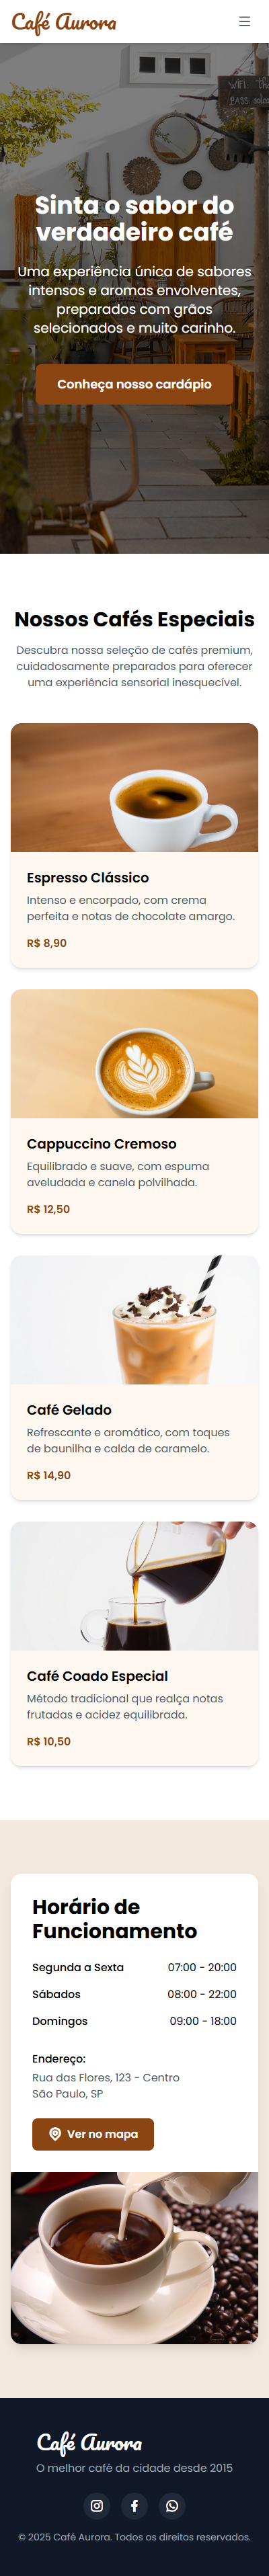 Café Aurora
Sinta o sabor do
verdadeiro café
Uma experiência única de sabores
intensos e aromas envolventes,
preparados com grãos
selecionados e muito carinho.
Conheça nosso cardápio
Nossos Cafés Especiais
Descubra nossa seleção de cafés premium,
cuidadosamente preparados para oferecer
uma experiência sensorial inesquecível.
Espresso Clássico
Intenso e encorpado, com crema
perfeita e notas de chocolate amargo.
R$ 8,90
Cappuccino Cremoso
Equilibrado e suave, com espuma
aveludada e canela polvilhada.
R$ 12,50
Café Gelado
Refrescante e aromático, com toques
de baunilha e calda de caramelo.
R$ 14,90
Café Coado Especial
Método tradicional que realça notas
frutadas e acidez equilibrada.
R$ 10,50
Horário de
Funcionamento
Segunda a Sexta 07:00 - 20:00
Sábados 08:00 - 22:00
Domingos 09:00 - 18:00
Endereço:
Rua das Flores, 123 - Centro
São Paulo, SP
Ver no mapa
Café Aurora
O melhor café da cidade desde 2015
© 2025 Café Aurora. Todos os direitos reservados.